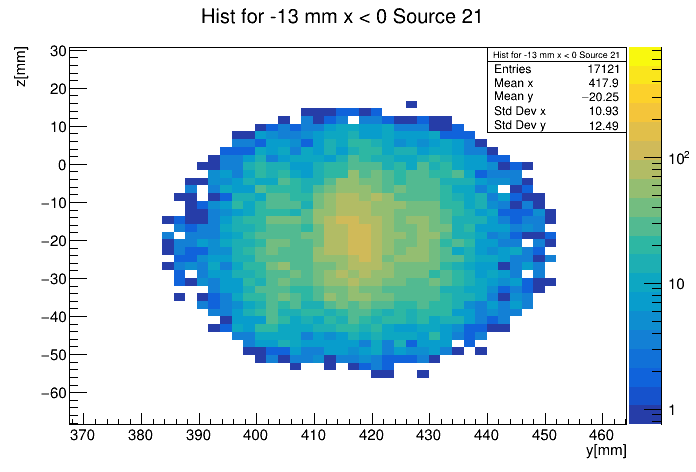 Hist for -13 mm x < 0 Source 21
z[mm]
30
20
10
0
−10
−20
−30
−40
−50
−60
370 380 390 400 410 420 430 440 450 460
y[mm]
Hist for -13 mm x < 0 Source 21
Entries 17121
Mean x 417.9
Mean y −20.25
Std Dev x 10.93
Std Dev y 12.49
10²
10
1